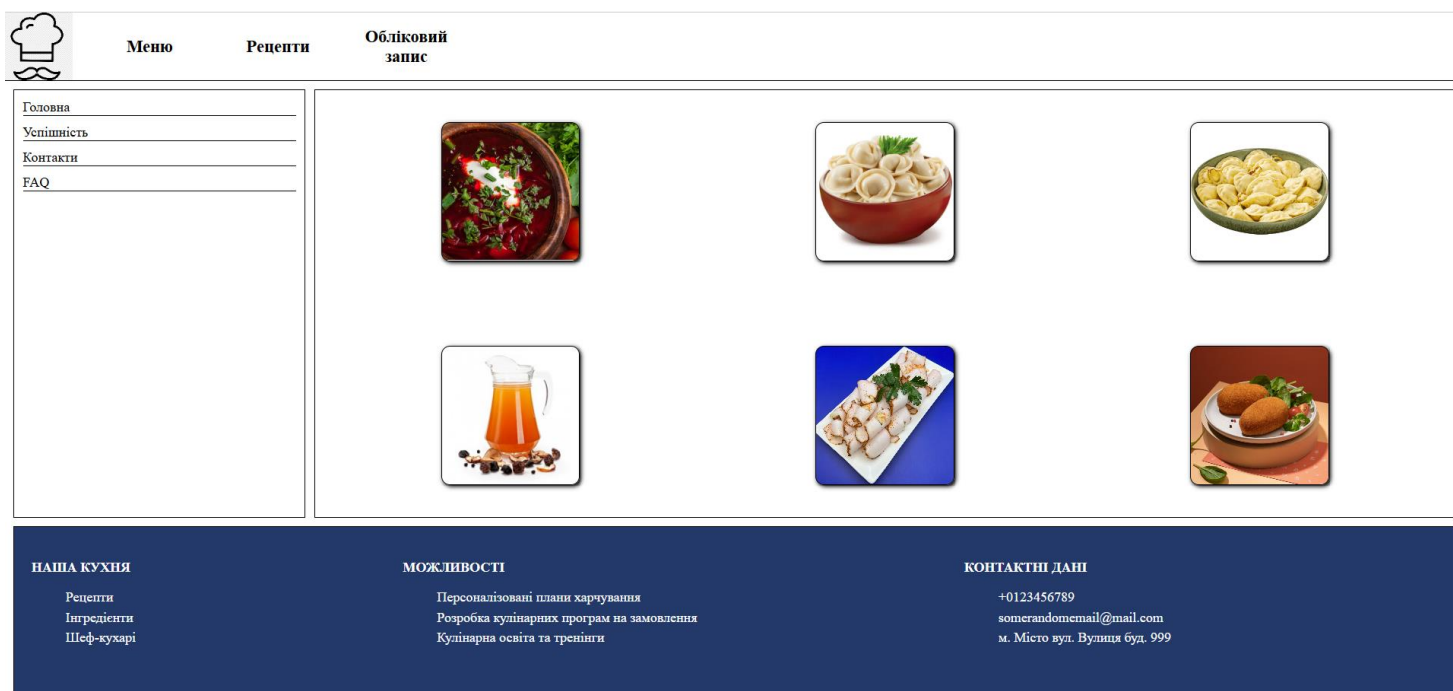 Меню
Рецепти
Обліковий
запис
Головна
Успішність
Контакти
FAQ
НАША КУХНЯ
Рецепти
Інгредієнти
Шеф-кухарі
МОЖЛИВОСТІ
Персоналізовані плани харчування
Розробка кулінарних програм на замовлення
Кулінарна освіта та тренінги
КОНТАКТНІ ДАНІ
+0123456789
somerandomemail@mail.com
м. Місто вул. Вулиця буд. 999